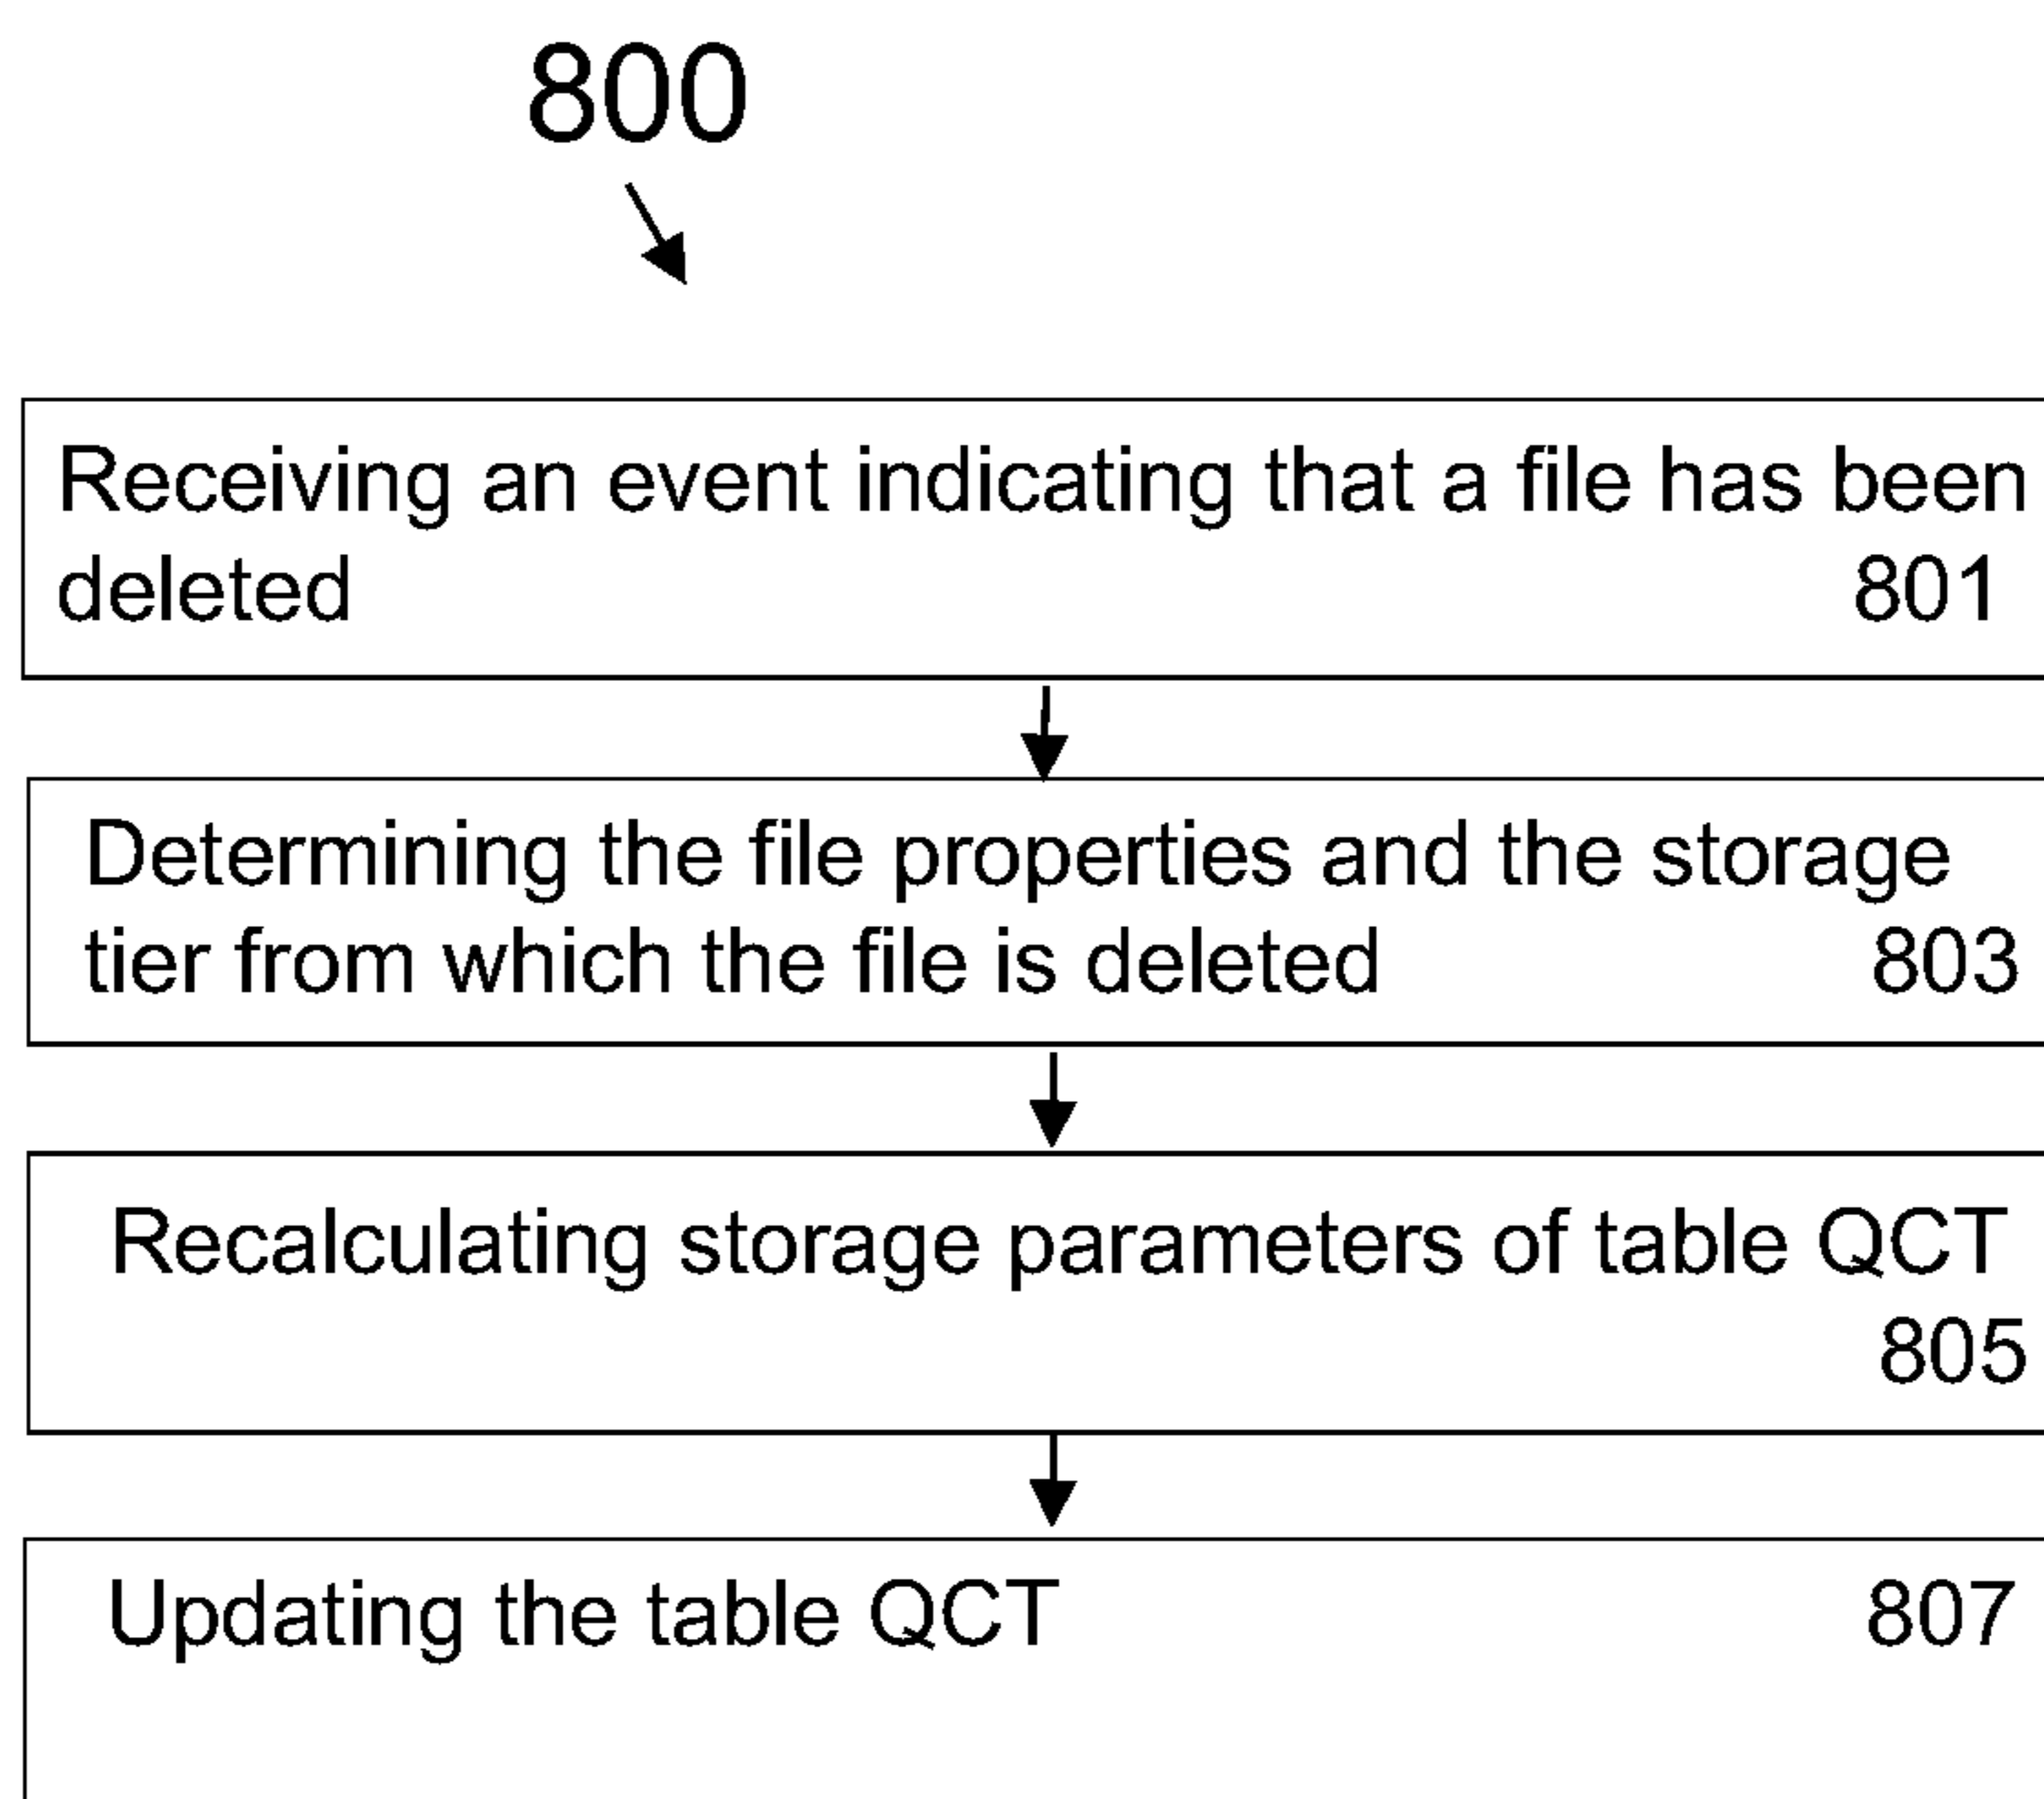 800
Receiving an event indicating that a file has been
deleted 801
Determining the file properties and the storage
tier from which the file is deleted 803
Recalculating storage parameters of table QCT
805
Updating the table QCT 807